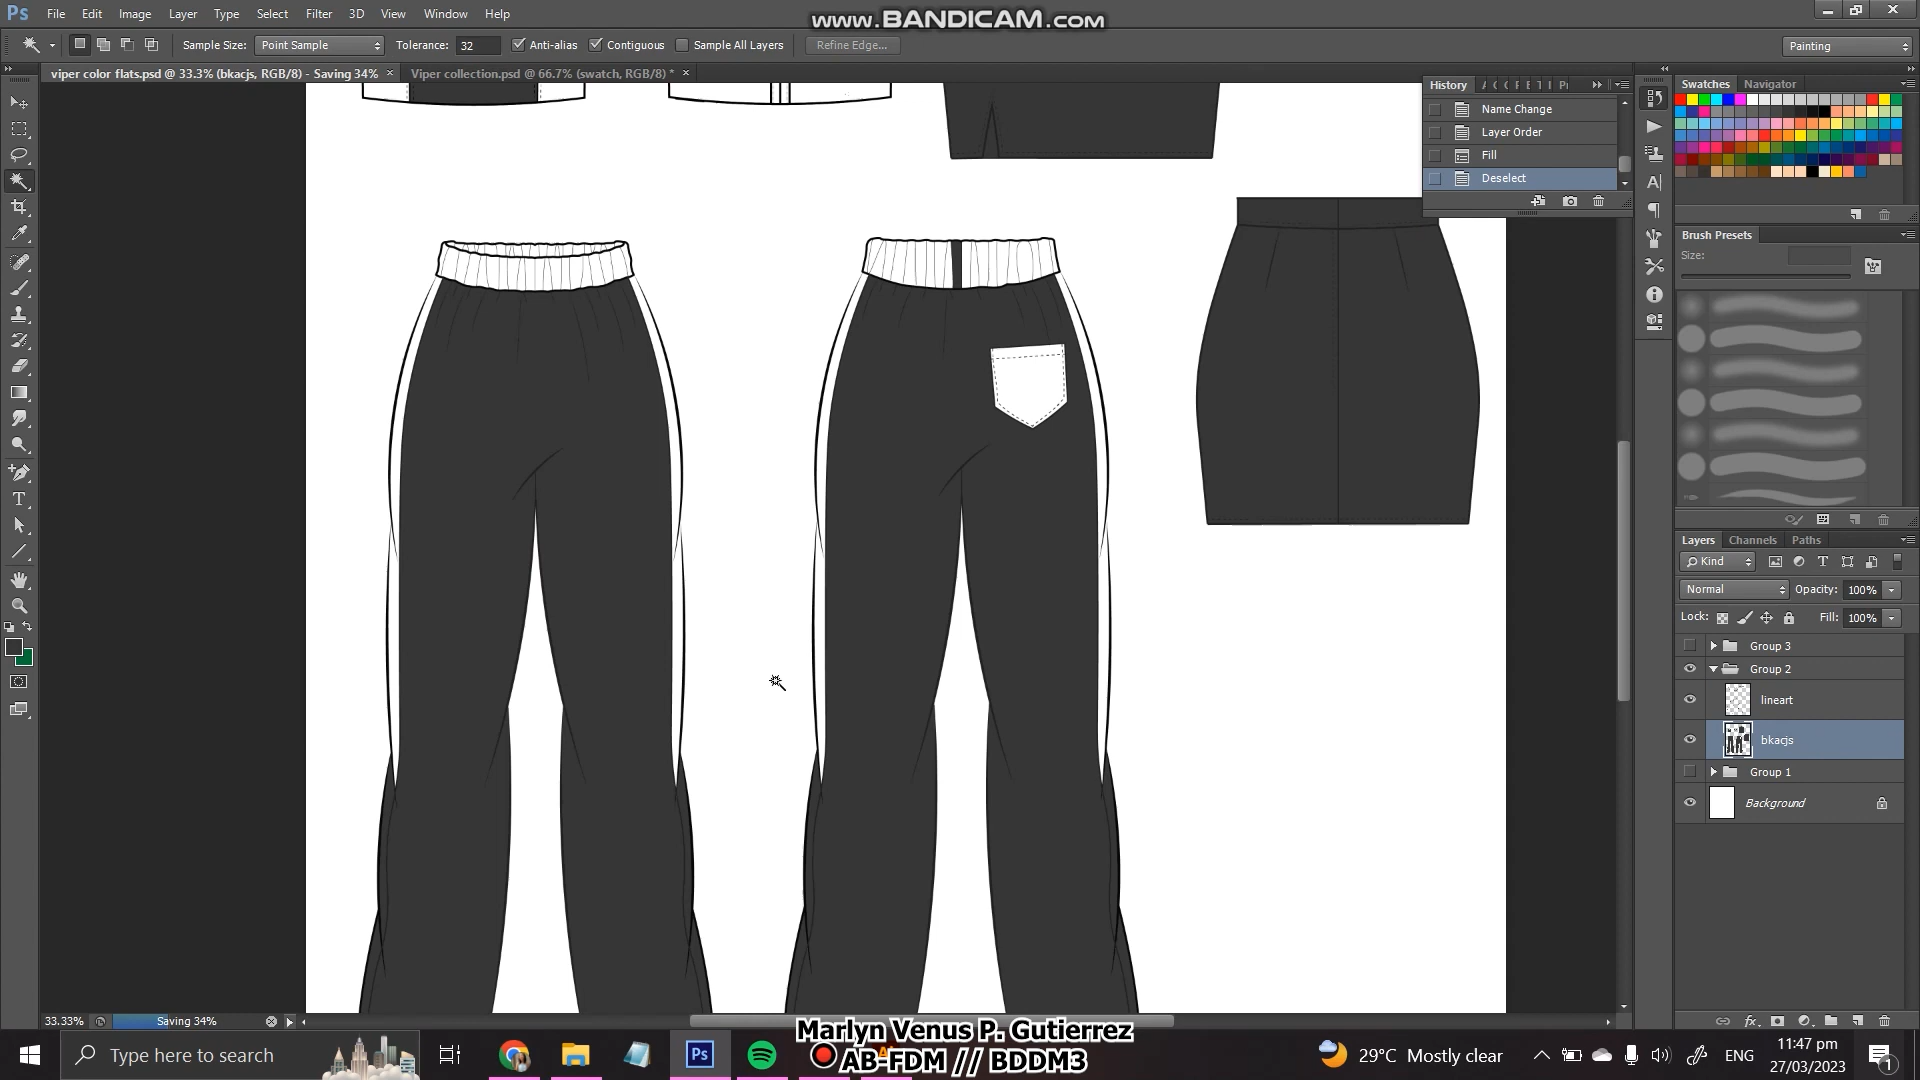 Ps File Edit Image Layer Type Select Filter 3D View Window Help
www.BANDICAM.com
Sample Size: Point Sample Tolerance: 32 Anti-alias Contiguous Sample All Layers Refine Edge... Painting
viper color flats.psd @ 33.3% (bkacjs, RGB/8) - Saving 34% × Viper collection.psd @ 66.7% (swatch, RGB/8) * ×
History
Name Change
Layer Order
Fill
Deselect
Swatches Navigator
Brush Presets
Size:
Layers Channels Paths
Kind
Normal Opacity: 100%
Lock: Fill: 100%
Group 3
Group 2
lineart
bkacjs
Group 1
Background
33.33% Saving 34%
Marlyn Venus P. Gutierrez
AB-FDM // BDDM3
Type here to search
Ps
29°C Mostly clear
ENG
11:47 pm
27/03/2023
1